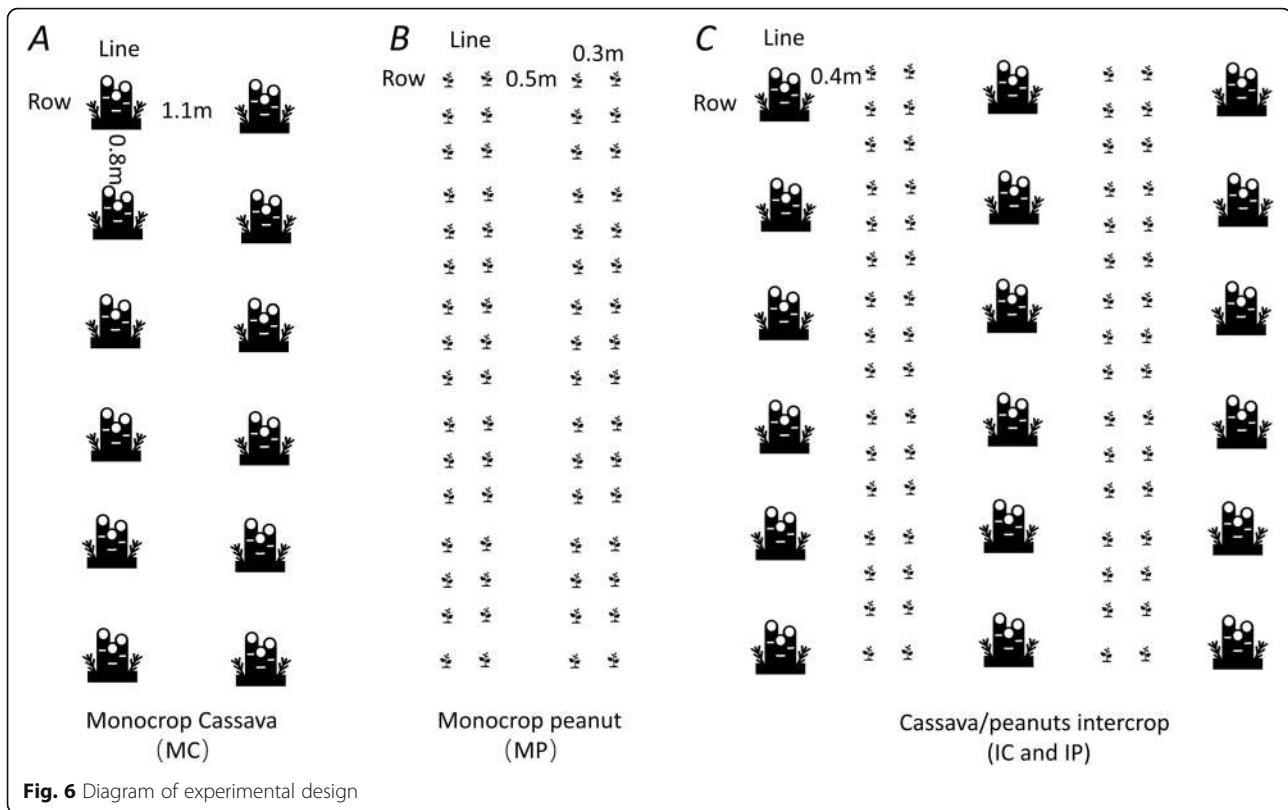 A
Line
Row
1.1m
0.8m
Monocrop Cassava
(MC)
B
Line
0.3m
Row
0.5m
Monocrop peanut
(MP)
C
Line
0.4m
Row
Cassava/peanuts intercrop
(IC and IP)
Fig. 6 Diagram of experimental design